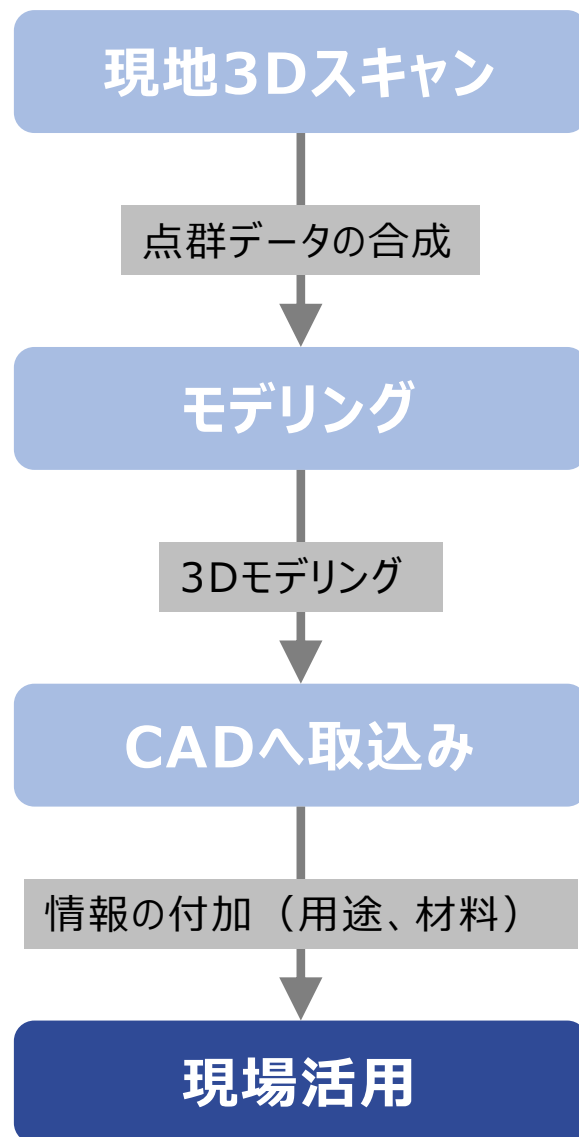 現地3Dスキャン
点群データの合成
モデリング
3Dモデリング
CADへ取込み
情報の付加（用途、材料）
現場活用